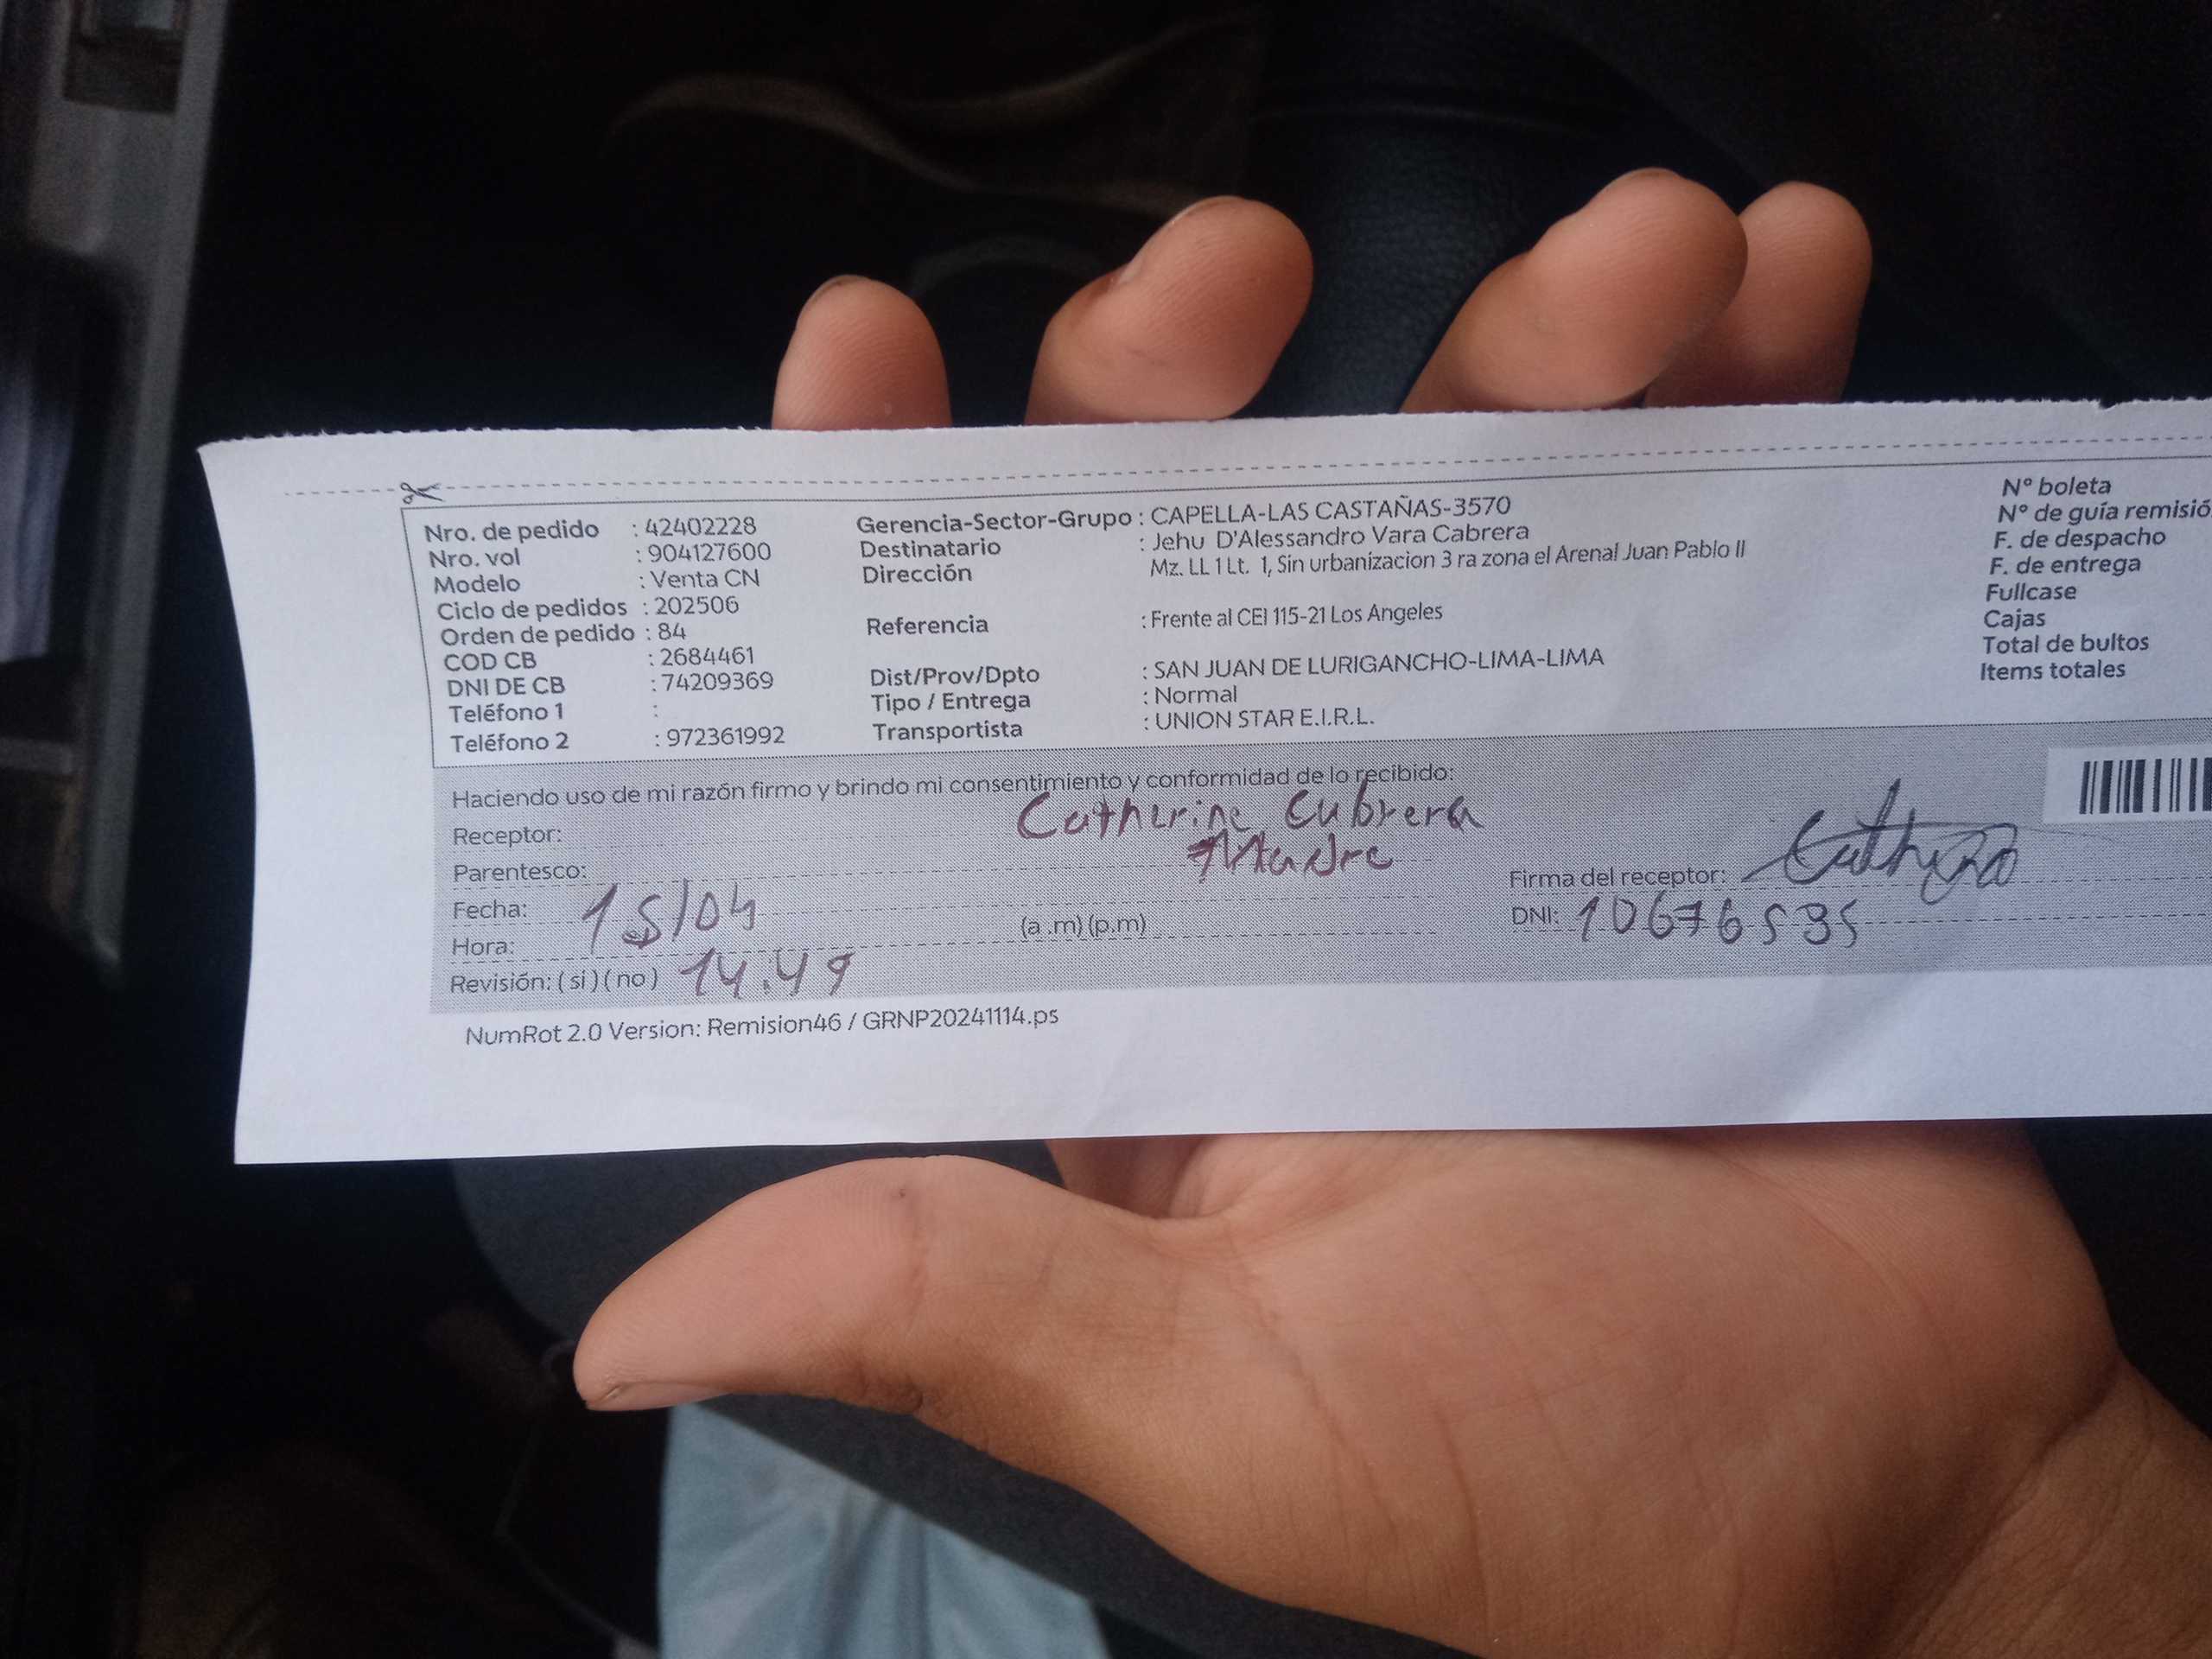 Nro. de pedido : 42402228
Nro. vol : 904127600
Modelo : Venta CN
Ciclo de pedidos : 202506
Orden de pedido : 84
COD CB : 2684461
DNI DE CB : 74209369
Teléfono 1 :
Teléfono 2 : 972361992
Gerencia-Sector-Grupo : CAPELLA-LAS CASTAÑAS-3570
Destinatario : Jehu D'Alessandro Vara Cabrera
Dirección Mz. LL 1 Lt. 1, Sin urbanizacion 3 ra zona el Arenal Juan Pablo II
Referencia : Frente al CEI 115-21 Los Angeles
Dist/Prov/Dpto : SAN JUAN DE LURIGANCHO-LIMA-LIMA
Tipo / Entrega : Normal
Transportista : UNION STAR E.I.R.L.
Nº boleta
Nº de guía remisió
F. de despacho
F. de entrega
Fullcase
Cajas
Total de bultos
Items totales
Haciendo uso de mi razón firmo y brindo mi consentimiento y conformidad de lo recibido:
Receptor: Catherine Cabrera
Parentesco: Madre
Fecha: 15/04
Hora: (a .m) (p.m)
Revisión: ( si ) ( no ) 14.49
Firma del receptor:
DNI: 10676535
NumRot 2.0 Version: Remision46 / GRNP20241114.ps